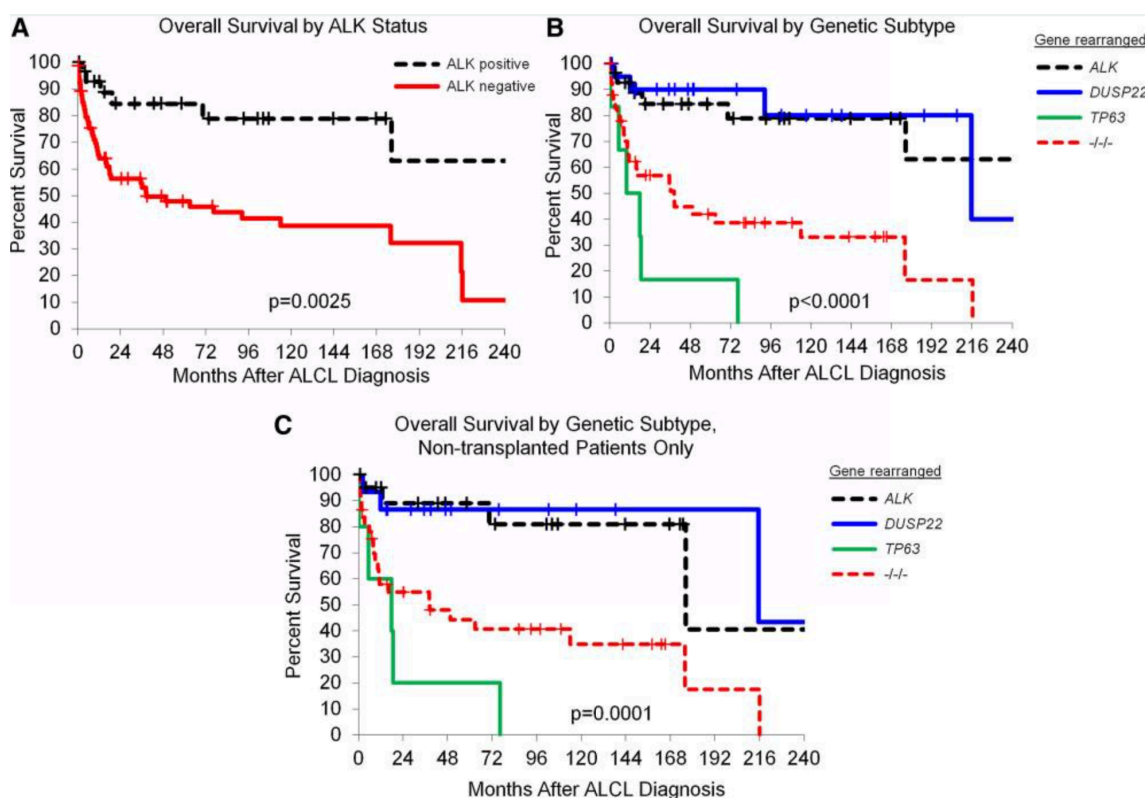 A
Overall Survival by ALK Status
Percent Survival
100
90
80
70
60
50
40
30
20
10
0
ALK positive
ALK negative
p=0.0025
0 24 48 72 96 120 144 168 192 216 240
Months After ALCL Diagnosis
B
Overall Survival by Genetic Subtype
Percent Survival
100
90
80
70
60
50
40
30
20
10
0
p<0.0001
0 24 48 72 96 120 144 168 192 216 240
Months After ALCL Diagnosis
Gene rearranged
ALK
DUSP22
TP63
-/-/-
C
Overall Survival by Genetic Subtype,
Non-transplanted Patients Only
Percent Survival
100
90
80
70
60
50
40
30
20
10
0
p=0.0001
0 24 48 72 96 120 144 168 192 216 240
Months After ALCL Diagnosis
Gene rearranged
ALK
DUSP22
TP63
-/-/-